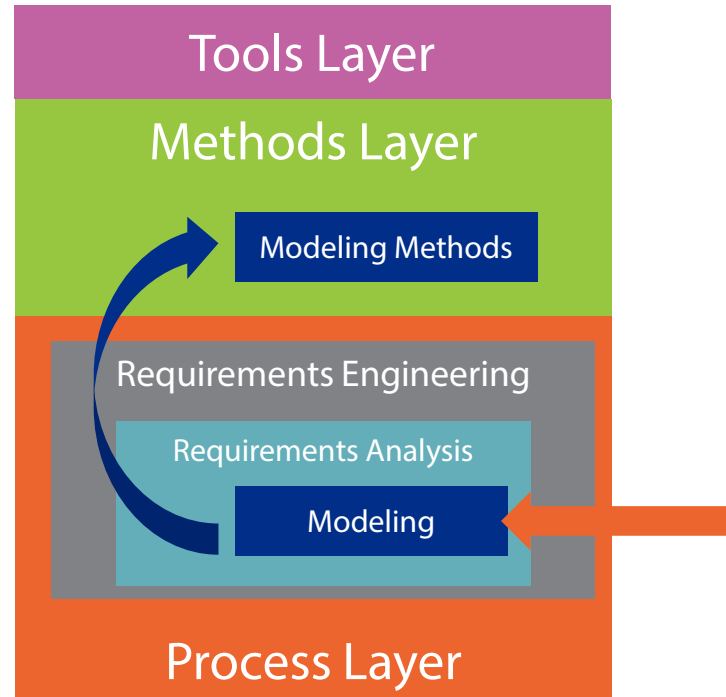 Tools Layer
Methods Layer
Modeling Methods
Requirements Engineering
Requirements Analysis
Modeling
Process Layer